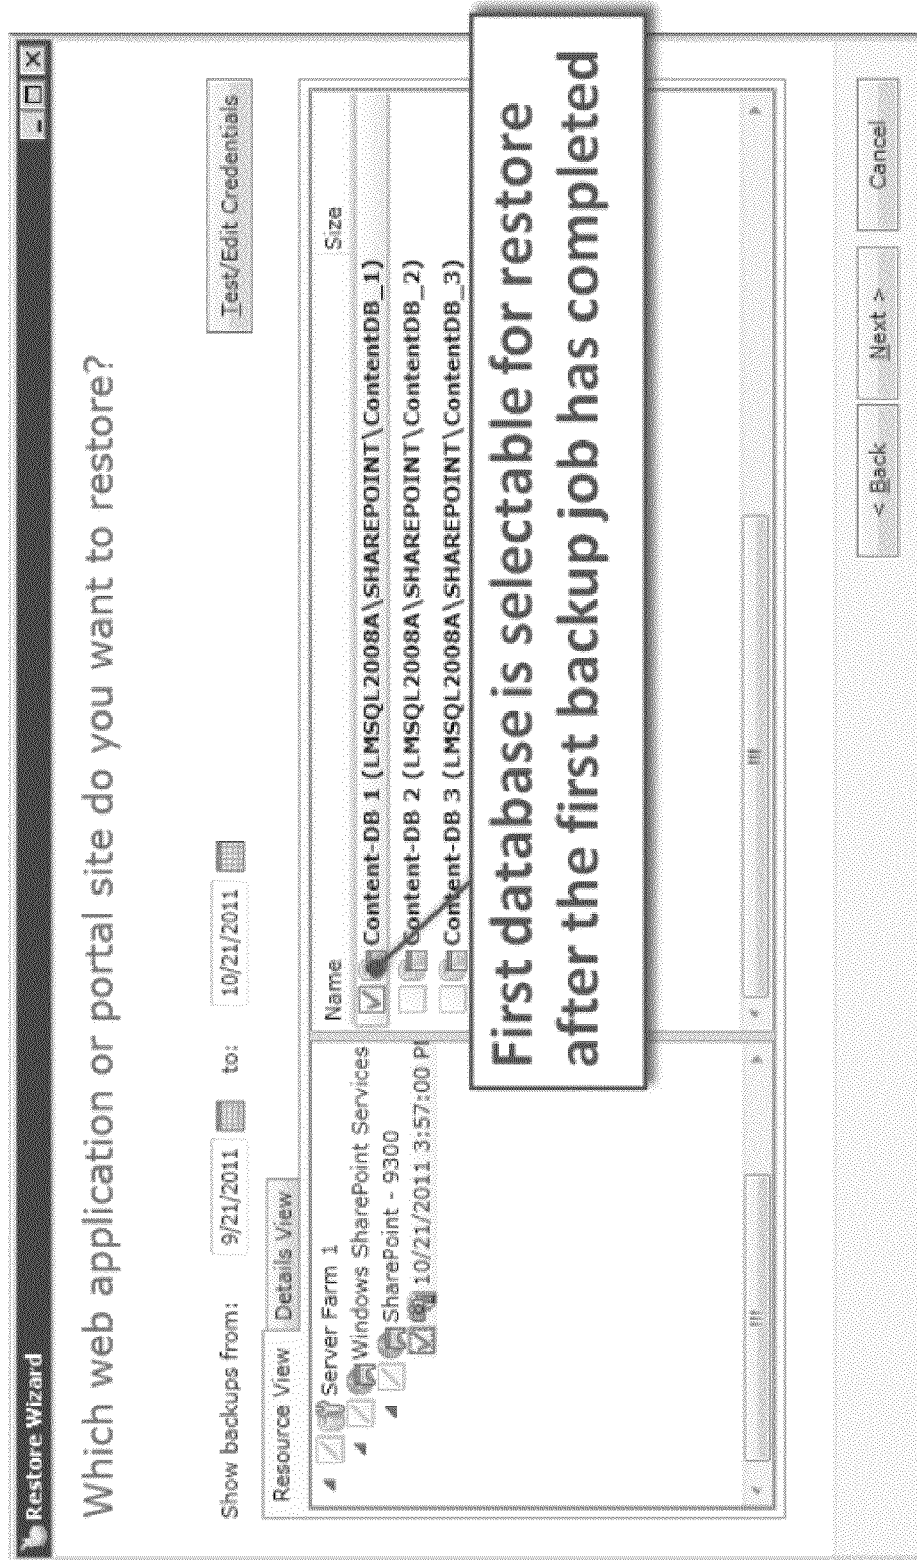 Restore Wizard
Which web application or portal site do you want to restore?
Show backups from: 9/21/2011 to: 10/21/2011
Test/Edit Credentials
Resource View Details View
Server Farm 1
Windows SharePoint Services
SharePoint - 9300
10/21/2011 3:57:00 P
Name Size
Content-DB 1 (LMSQL2008A\SHAREPOINT\ContentDB_1)
Content-DB 2 (LMSQL2008A\SHAREPOINT\ContentDB_2)
Content-DB 3 (LMSQL2008A\SHAREPOINT\ContentDB_3)
First database is selectable for restore
after the first backup job has completed
< Back Next > Cancel